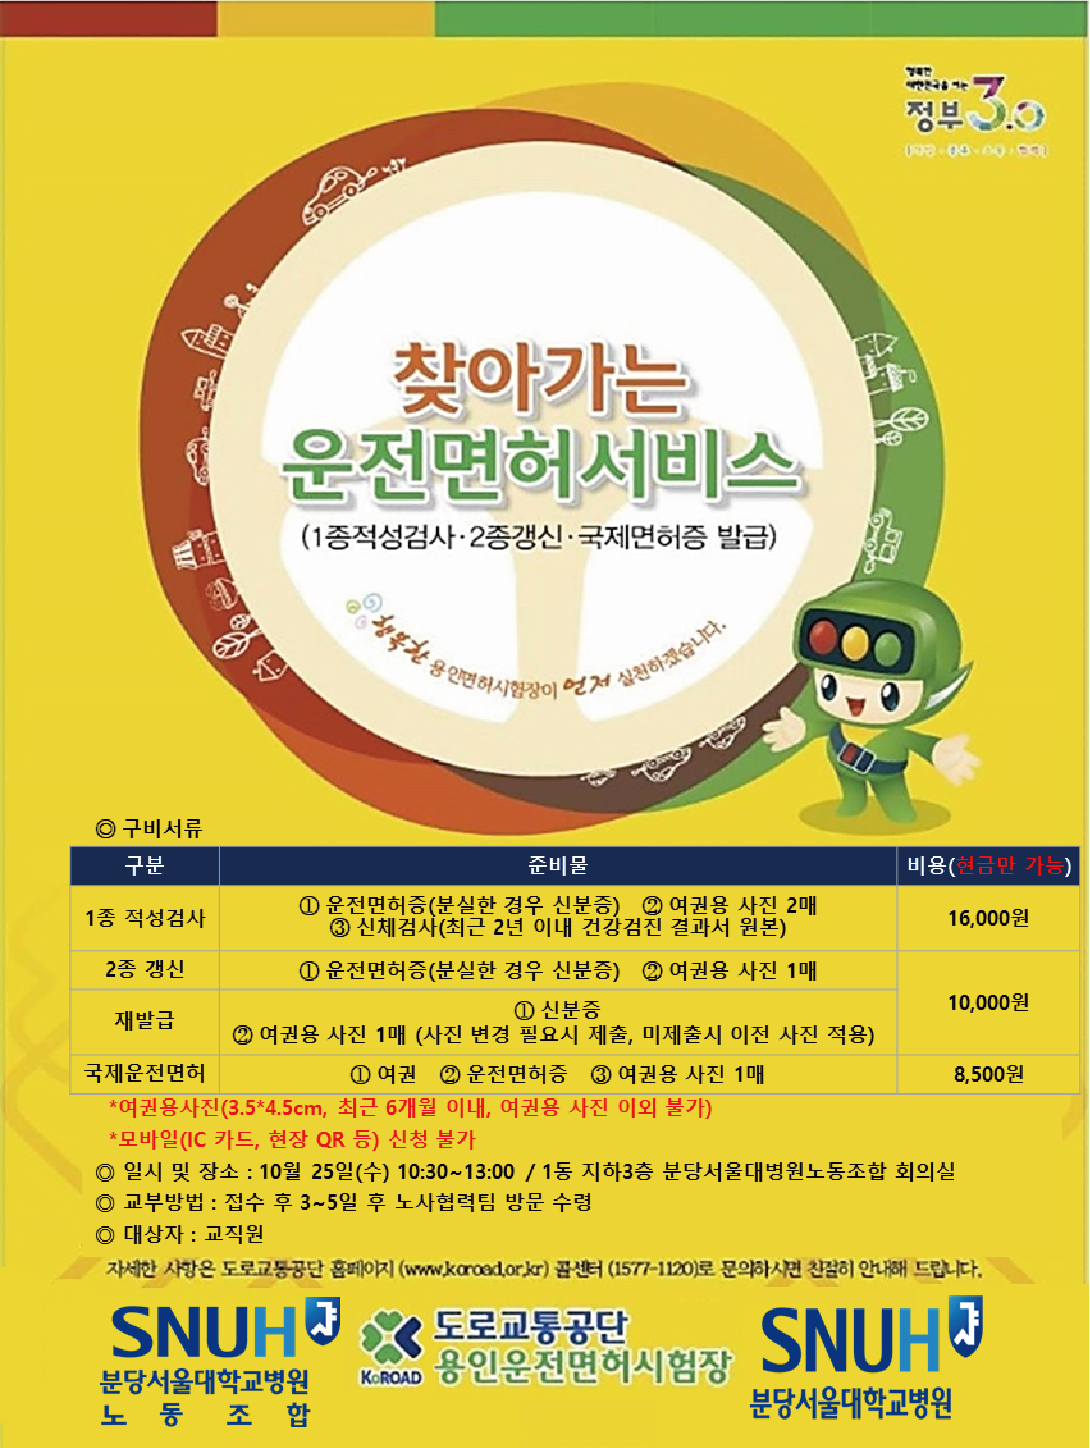 행복한
대한민국을 여는
정부3.0
찾아가는
운전면허서비스
(1종적성검사·2종갱신·국제면허증 발급)
행복한 용인면허시험장이 먼저 실천하겠습니다.
◎ 구비서류
구분 준비물 비용(현금만 가능)
1종 적성검사 ① 운전면허증(분실한 경우 신분증) ② 여권용 사진 2매
③ 신체검사(최근 2년 이내 건강검진 결과서 원본) 16,000원
2종 갱신 ① 운전면허증(분실한 경우 신분증) ② 여권용 사진 1매
10,000원
재발급 ① 신분증
② 여권용 사진 1매 (사진 변경 필요시 제출, 미제출시 이전 사진 적용)
국제운전면허 ① 여권 ② 운전면허증 ③ 여권용 사진 1매 8,500원
*여권용사진(3.5*4.5cm, 최근 6개월 이내, 여권용 사진 이외 불가)
*모바일(IC 카드, 현장 QR 등) 신청 불가
◎ 일시 및 장소 : 10월 25일(수) 10:30~13:00 / 1동 지하3층 분당서울대병원노동조합 회의실
◎ 교부방법 : 접수 후 3~5일 후 노사협력팀 방문 수령
◎ 대상자 : 교직원
자세한 사항은 도로교통공단 홈페이지 (www.koroad.or.kr) 콜센터 (1577-1120)로 문의하시면 친절히 안내해 드립니다.
SNUH
분당서울대학교병원
노 동 조 합
KoROAD
도로교통공단
용인운전면허시험장
SNUH
분당서울대학교병원